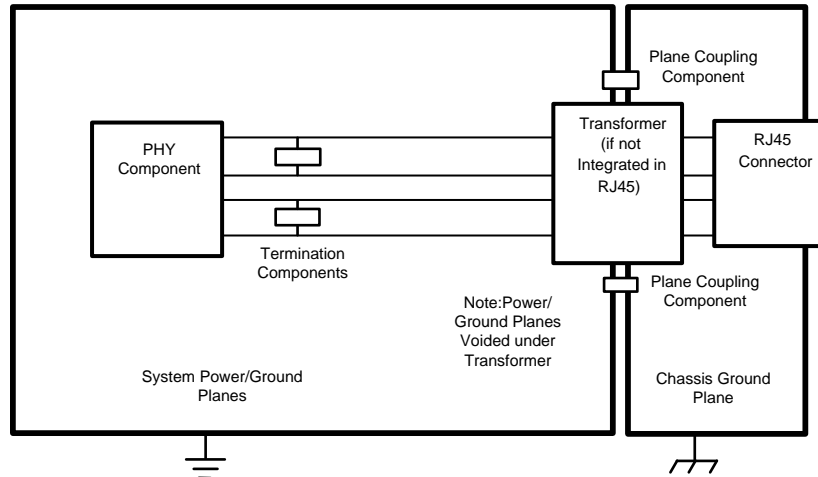 Plane Coupling
Component
PHY
Component
Transformer
(if not
Integrated in
RJ45)
RJ45
Connector
Termination
Components
Plane Coupling
Component
Note:Power/
Ground Planes
Voided under
Transformer
System Power/Ground
Planes
Chassis Ground
Plane